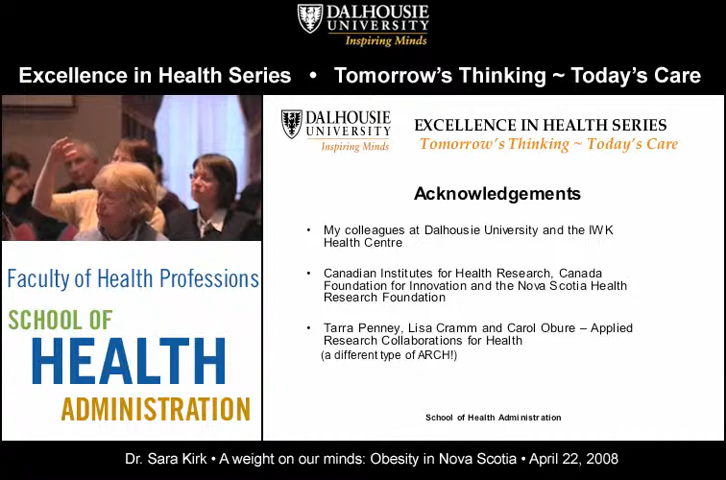 DALHOUSIE
UNIVERSITY
Inspiring Minds
Excellence in Health Series • Tomorrow's Thinking ~ Today's Care
DALHOUSIE
UNIVERSITY
Inspiring Minds
EXCELLENCE IN HEALTH SERIES
Tomorrow's Thinking ~ Today's Care
Acknowledgements
• My colleagues at Dalhousie University and the IWK
Health Centre
• Canadian Institutes for Health Research, Canada
Foundation for Innovation and the Nova Scotia Health
Research Foundation
• Tarra Penney, Lisa Cramm and Carol Obure – Applied
Research Collaborations for Health
(a different type of ARCH!)
School of Health Administration
Faculty of Health Professions
SCHOOL OF
HEALTH
ADMINISTRATION
Dr. Sara Kirk • A weight on our minds: Obesity in Nova Scotia • April 22, 2008